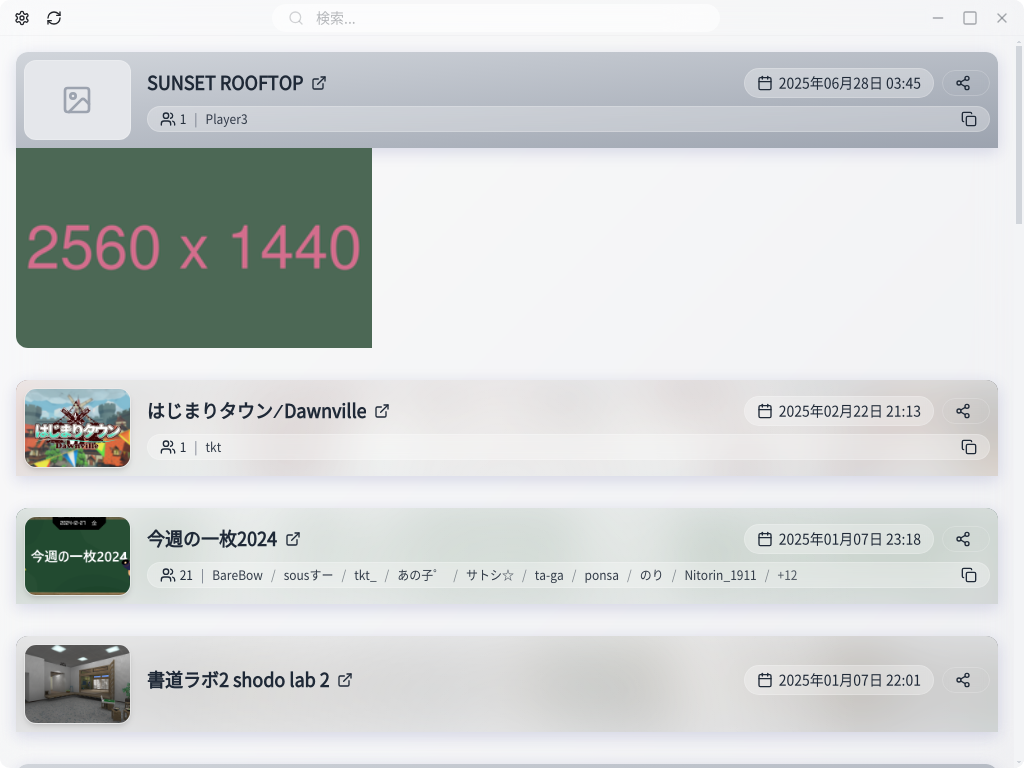 検索...
SUNSET ROOFTOP
2025年06月28日 03:45
1 | Player3
2560 x 1440
はじまりタウン
Dawnville
はじまりタウン/Dawnville
2025年02月22日 21:13
1 | tkt
今週の一枚2024
今週の一枚2024
2025年01月07日 23:18
21 | BareBow / sousすー / tkt_ / あの子゜ / サトシ☆ / ta-ga / ponsa / のり / Nitorin_1911 / +12
書道ラボ2 shodo lab 2
2025年01月07日 22:01